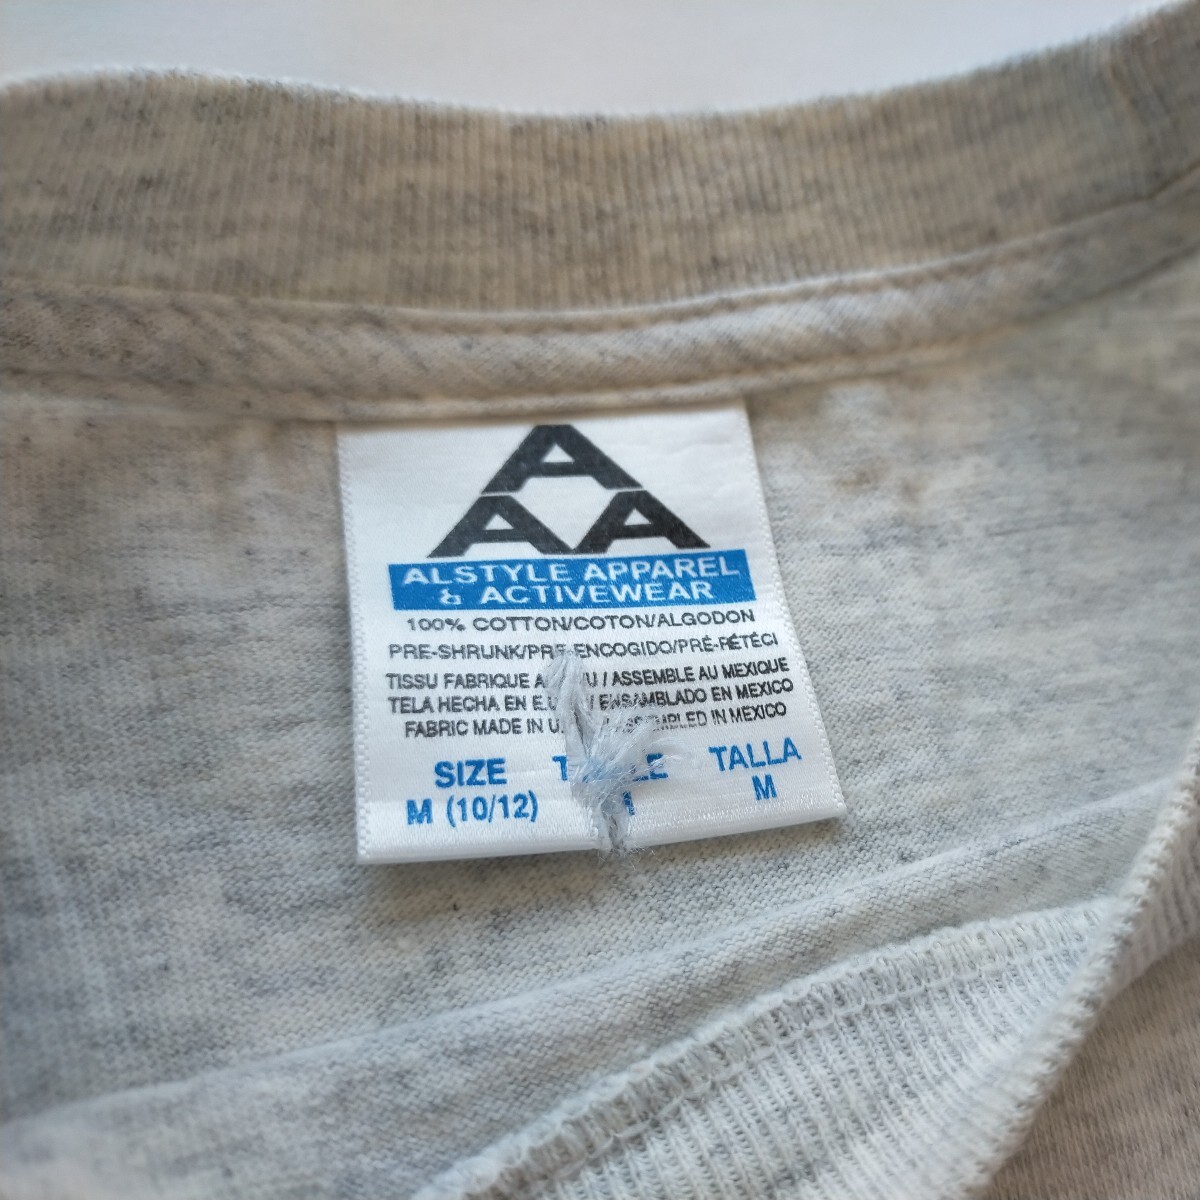 A
A A
ALSTYLE APPAREL
& ACTIVEWEAR
100% COTTON/COTON/ALGODON
PRE-SHRUNK/PRE-ENCOGIDO/PRÉ-RÉTÉCI
TISSU FABRIQUE / ASSEMBLE AU MEXIQUE
TELA HECHA EN ENSAMBLADO EN MEXICO
FABRIC MADE IN ASSEMBLED IN MEXICO
SIZE TALLA
M (10/12) M